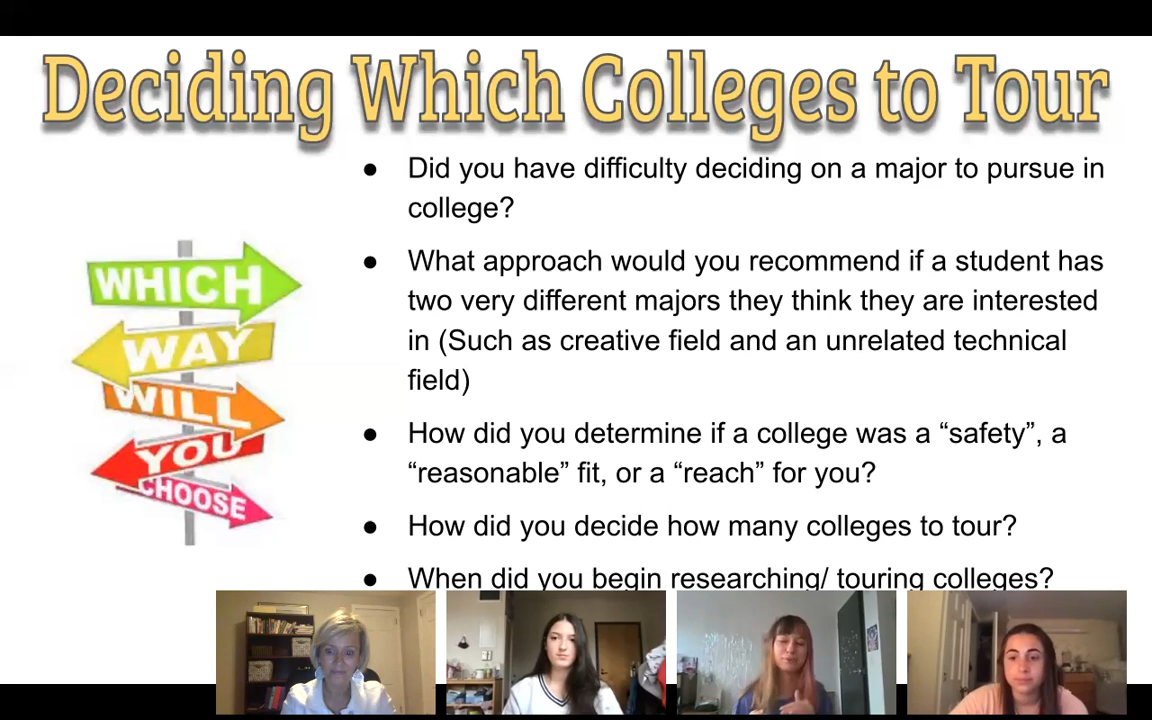 Deciding Which Colleges to Tour
● Did you have difficulty deciding on a major to pursue in
college?
● What approach would you recommend if a student has
two very different majors they think they are interested
in (Such as creative field and an unrelated technical
field)
● How did you determine if a college was a “safety”, a
“reasonable” fit, or a “reach” for you?
● How did you decide how many colleges to tour?
● When did you begin researching/ touring colleges?
WHICH
WAY
WILL
YOU
CHOOSE